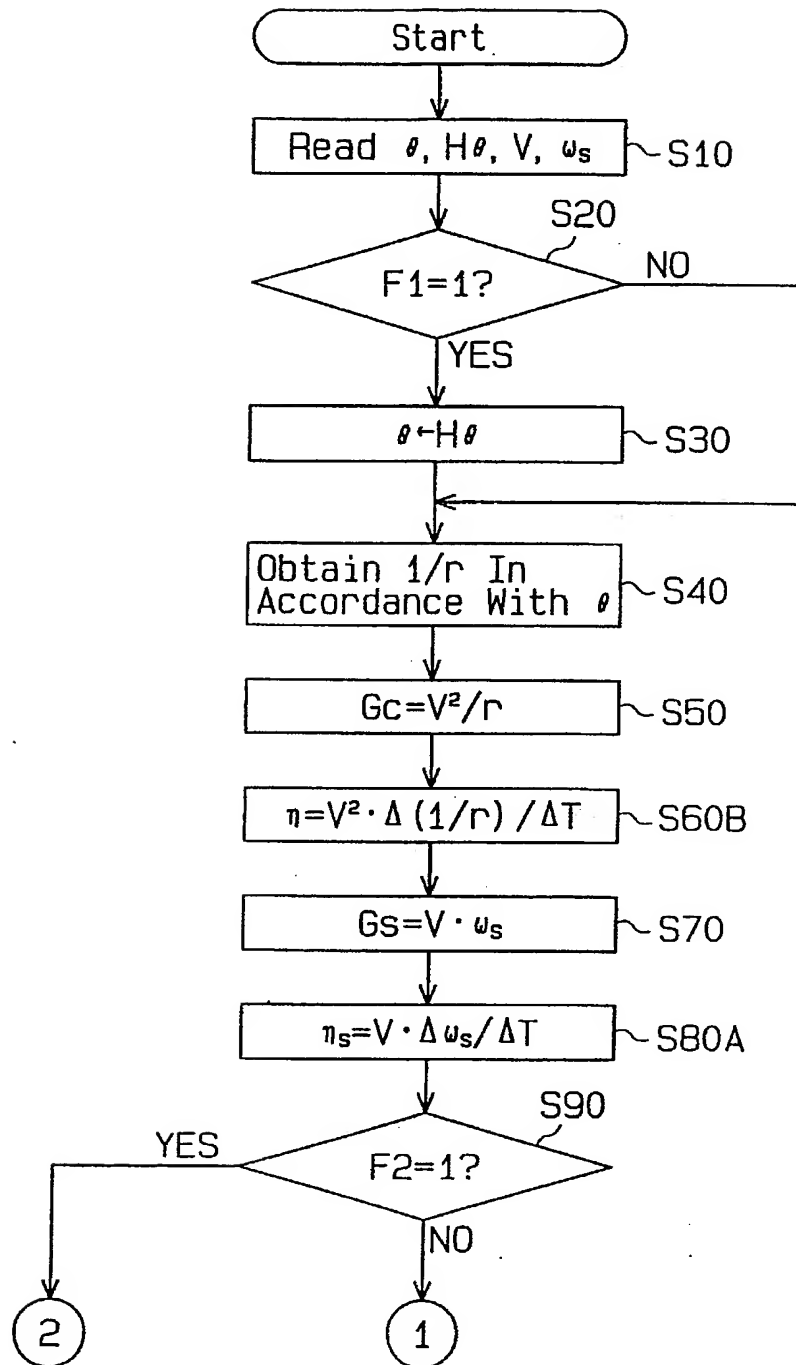 Start
Read θ, Hθ, V, ωs
S10
S20
F1=1?
NO
YES
θ←Hθ
S30
Obtain 1/r In
Accordance With θ
S40
Gc=V²/r
S50
η=V²·Δ(1/r)/ΔT
S60B
Gs=V·ωs
S70
ηs=V·Δωs/ΔT
S80A
S90
YES
F2=1?
NO
2
1